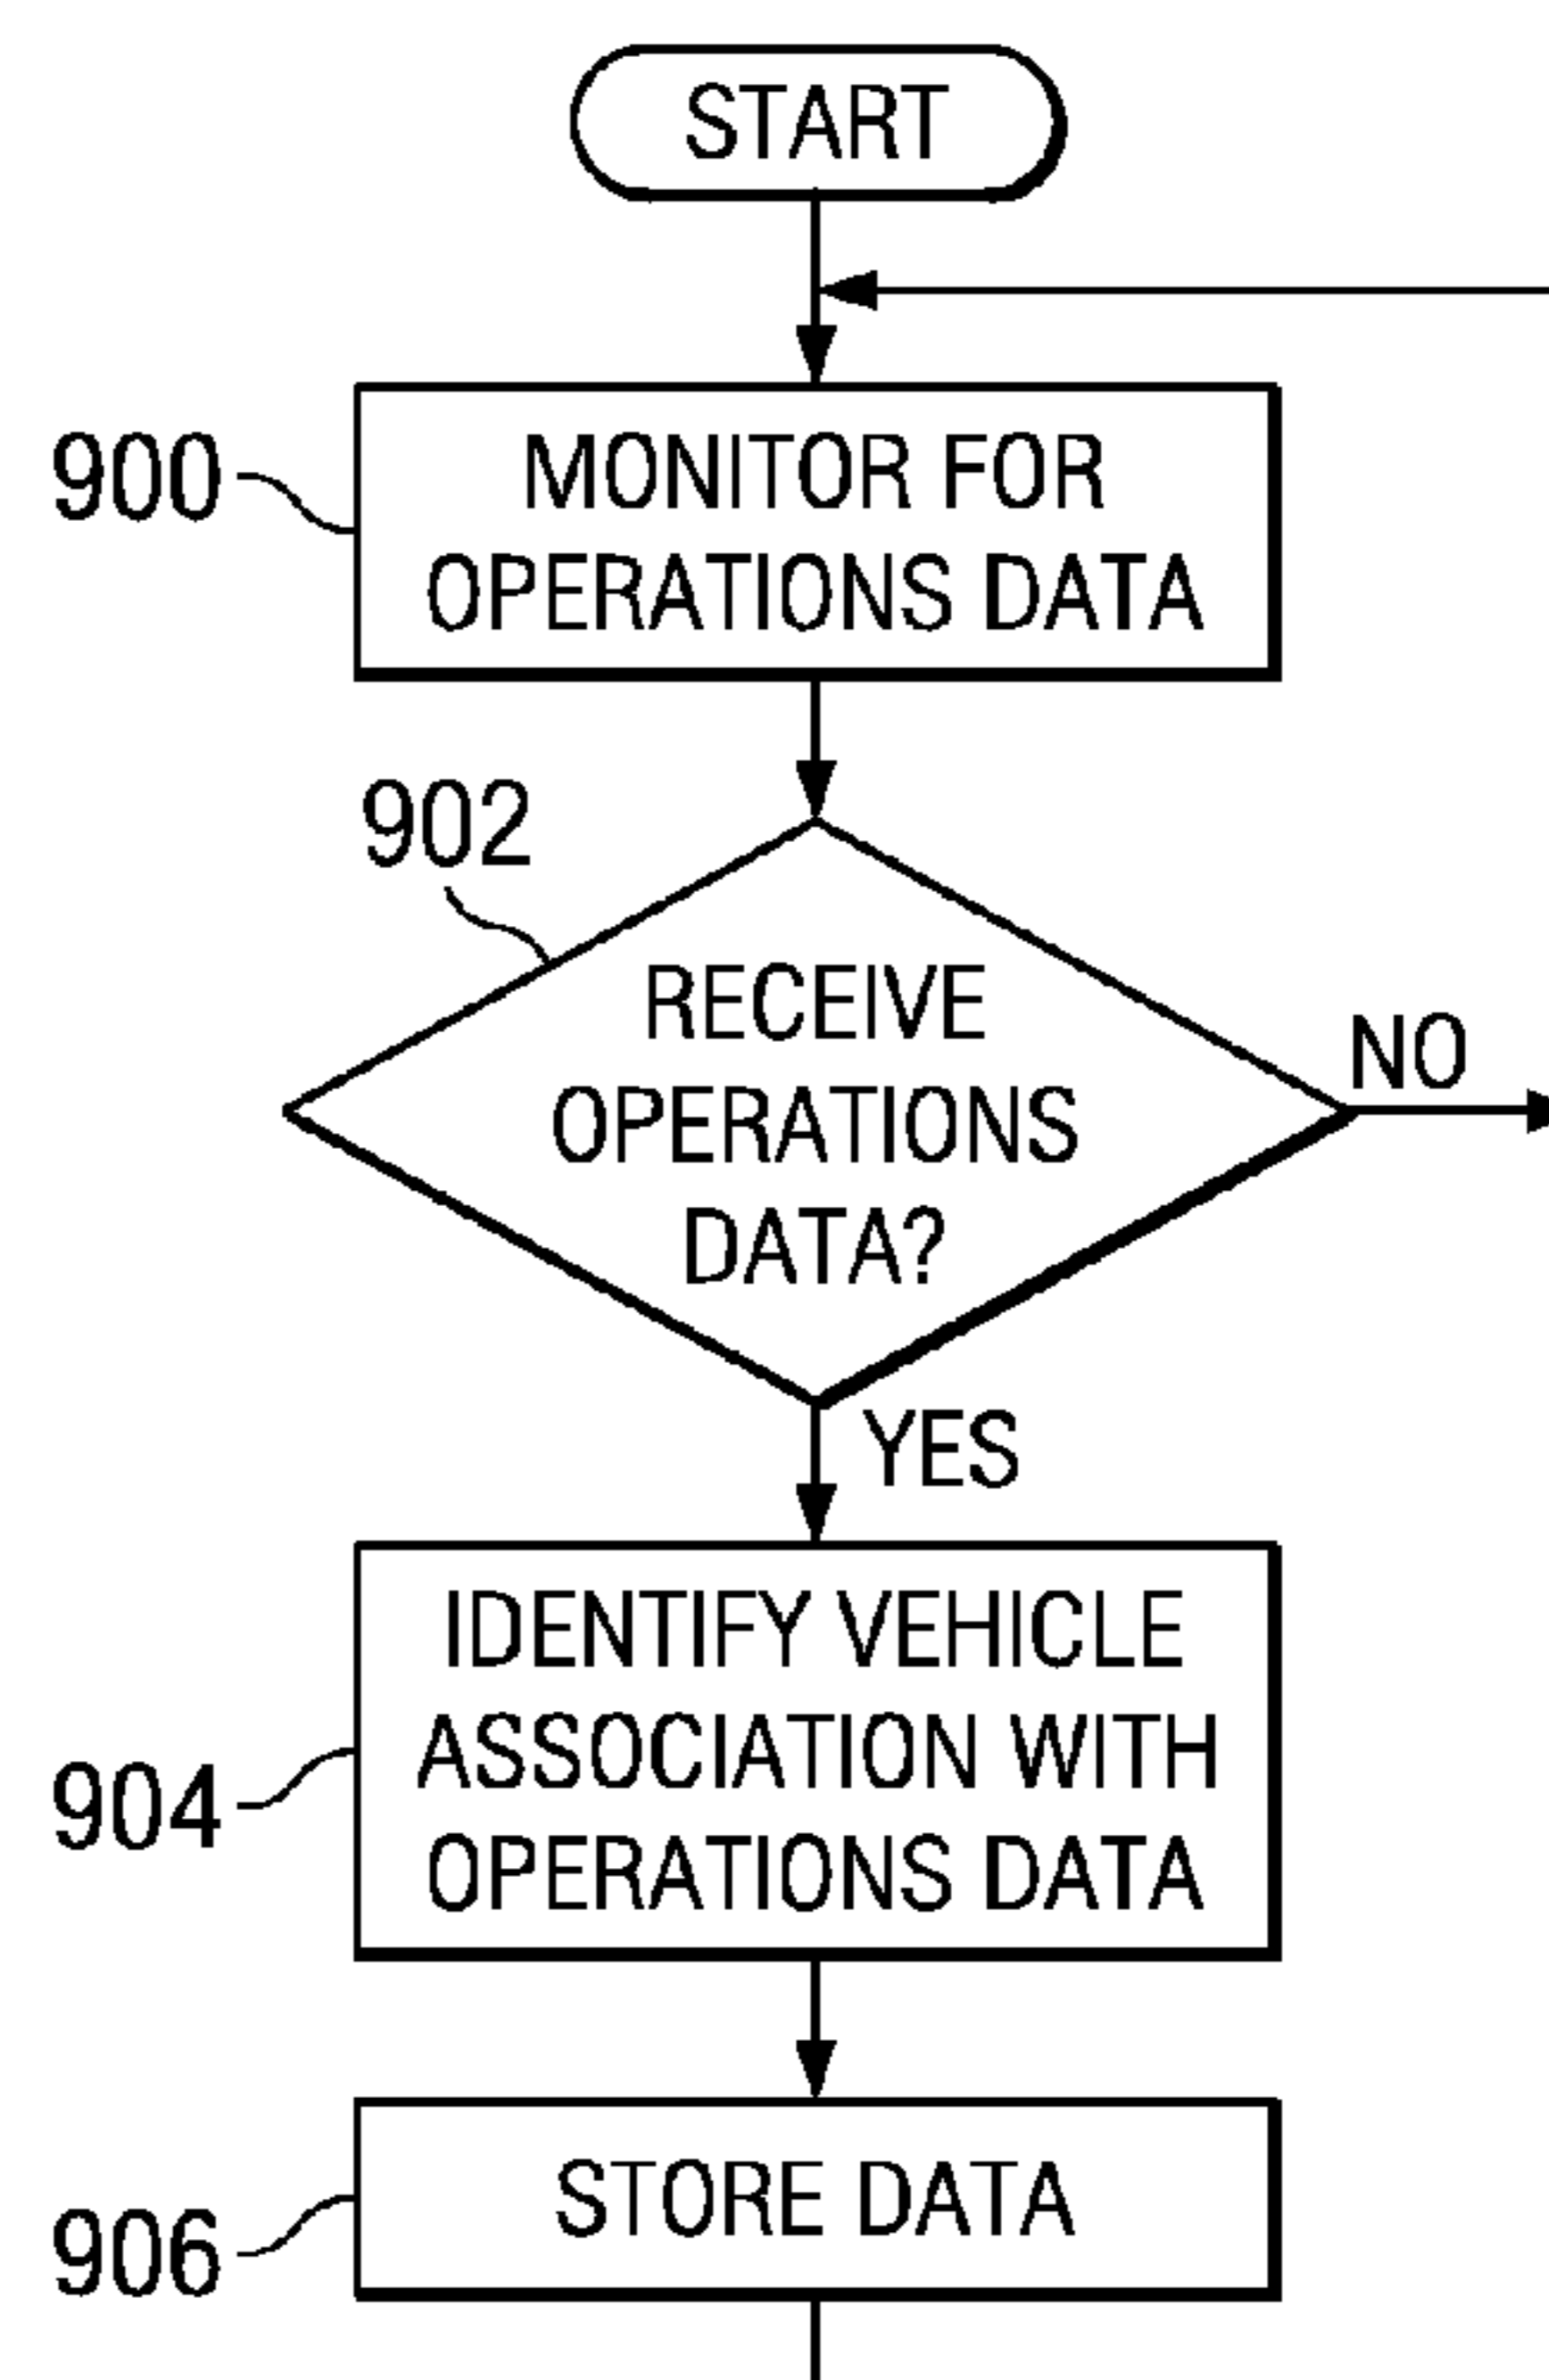 START
900
MONITOR FOR
OPERATIONS DATA
902
RECEIVE
OPERATIONS
DATA?
NO
YES
904
IDENTIFY VEHICLE
ASSOCIATION WITH
OPERATIONS DATA
906
STORE DATA